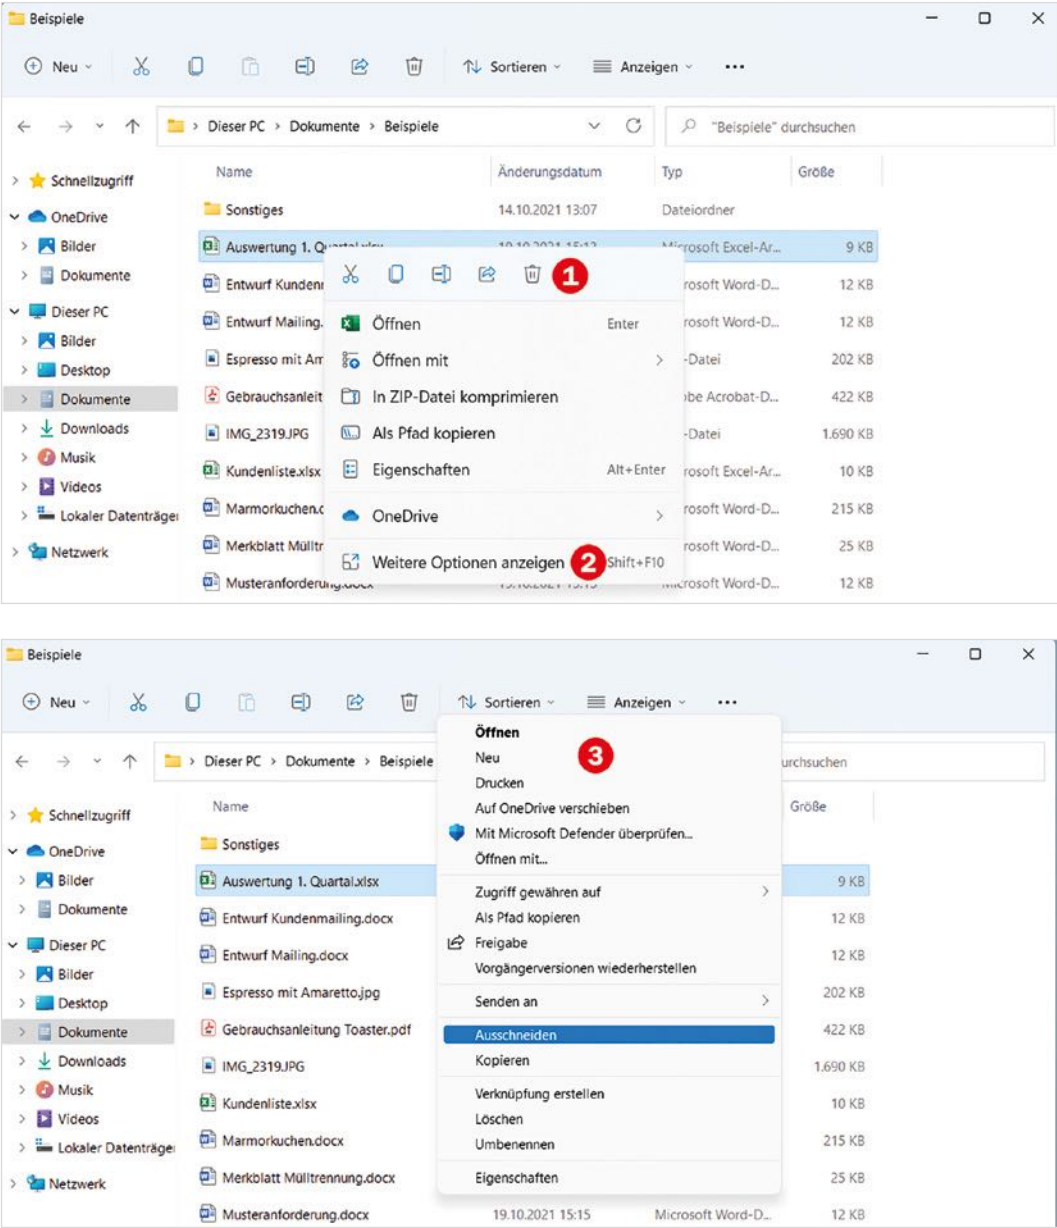 Beispiele
Neu Sortieren Anzeigen ...
Dieser PC > Dokumente > Beispiele "Beispiele" durchsuchen
Name Änderungsdatum Typ Größe
Schnellzugriff
OneDrive
Bilder
Dokumente
Dieser PC
Bilder
Desktop
Dokumente
Downloads
Musik
Videos
Lokaler Datenträger
Netzwerk
Sonstiges 14.10.2021 13:07 Dateiordner
Auswertung 1. Quartal.xlsx 19.10.2021 15:13 Microsoft Excel-Ar... 9 KB
Entwurf Kunden rosoft Word-D... 12 KB
Entwurf Mailing. rosoft Word-D... 12 KB
Espresso mit Am -Datei 202 KB
Gebrauchsanleit be Acrobat-D... 422 KB
IMG_2319.JPG -Datei 1.690 KB
Kundenliste.xlsx rosoft Excel-Ar... 10 KB
Marmorkuchen.d rosoft Word-D... 215 KB
Merkblatt Mülltr rosoft Word-D... 25 KB
Musteranforderung.docx 19.10.2021 15:15 Microsoft Word-D... 12 KB
1
Öffnen Enter
Öffnen mit
In ZIP-Datei komprimieren
Als Pfad kopieren
Eigenschaften Alt+Enter
OneDrive
Weitere Optionen anzeigen 2 Shift+F10
Beispiele
Neu Sortieren Anzeigen ...
Dieser PC > Dokumente > Beispiele urchsuchen
Name Größe
Schnellzugriff
OneDrive
Bilder
Dokumente
Dieser PC
Bilder
Desktop
Dokumente
Downloads
Musik
Videos
Lokaler Datenträger
Netzwerk
Sonstiges
Auswertung 1. Quartal.xlsx 9 KB
Entwurf Kundenmailing.docx 12 KB
Entwurf Mailing.docx 12 KB
Espresso mit Amaretto.jpg 202 KB
Gebrauchsanleitung Toaster.pdf 422 KB
IMG_2319.JPG 1.690 KB
Kundenliste.xlsx 10 KB
Marmorkuchen.docx 215 KB
Merkblatt Mülltrennung.docx 25 KB
Musteranforderung.docx 19.10.2021 15:15 Microsoft Word-D... 12 KB
Öffnen
Neu 3
Drucken
Auf OneDrive verschieben
Mit Microsoft Defender überprüfen...
Öffnen mit...
Zugriff gewähren auf
Als Pfad kopieren
Freigabe
Vorgängerversionen wiederherstellen
Senden an
Ausschneiden
Kopieren
Verknüpfung erstellen
Löschen
Umbenennen
Eigenschaften